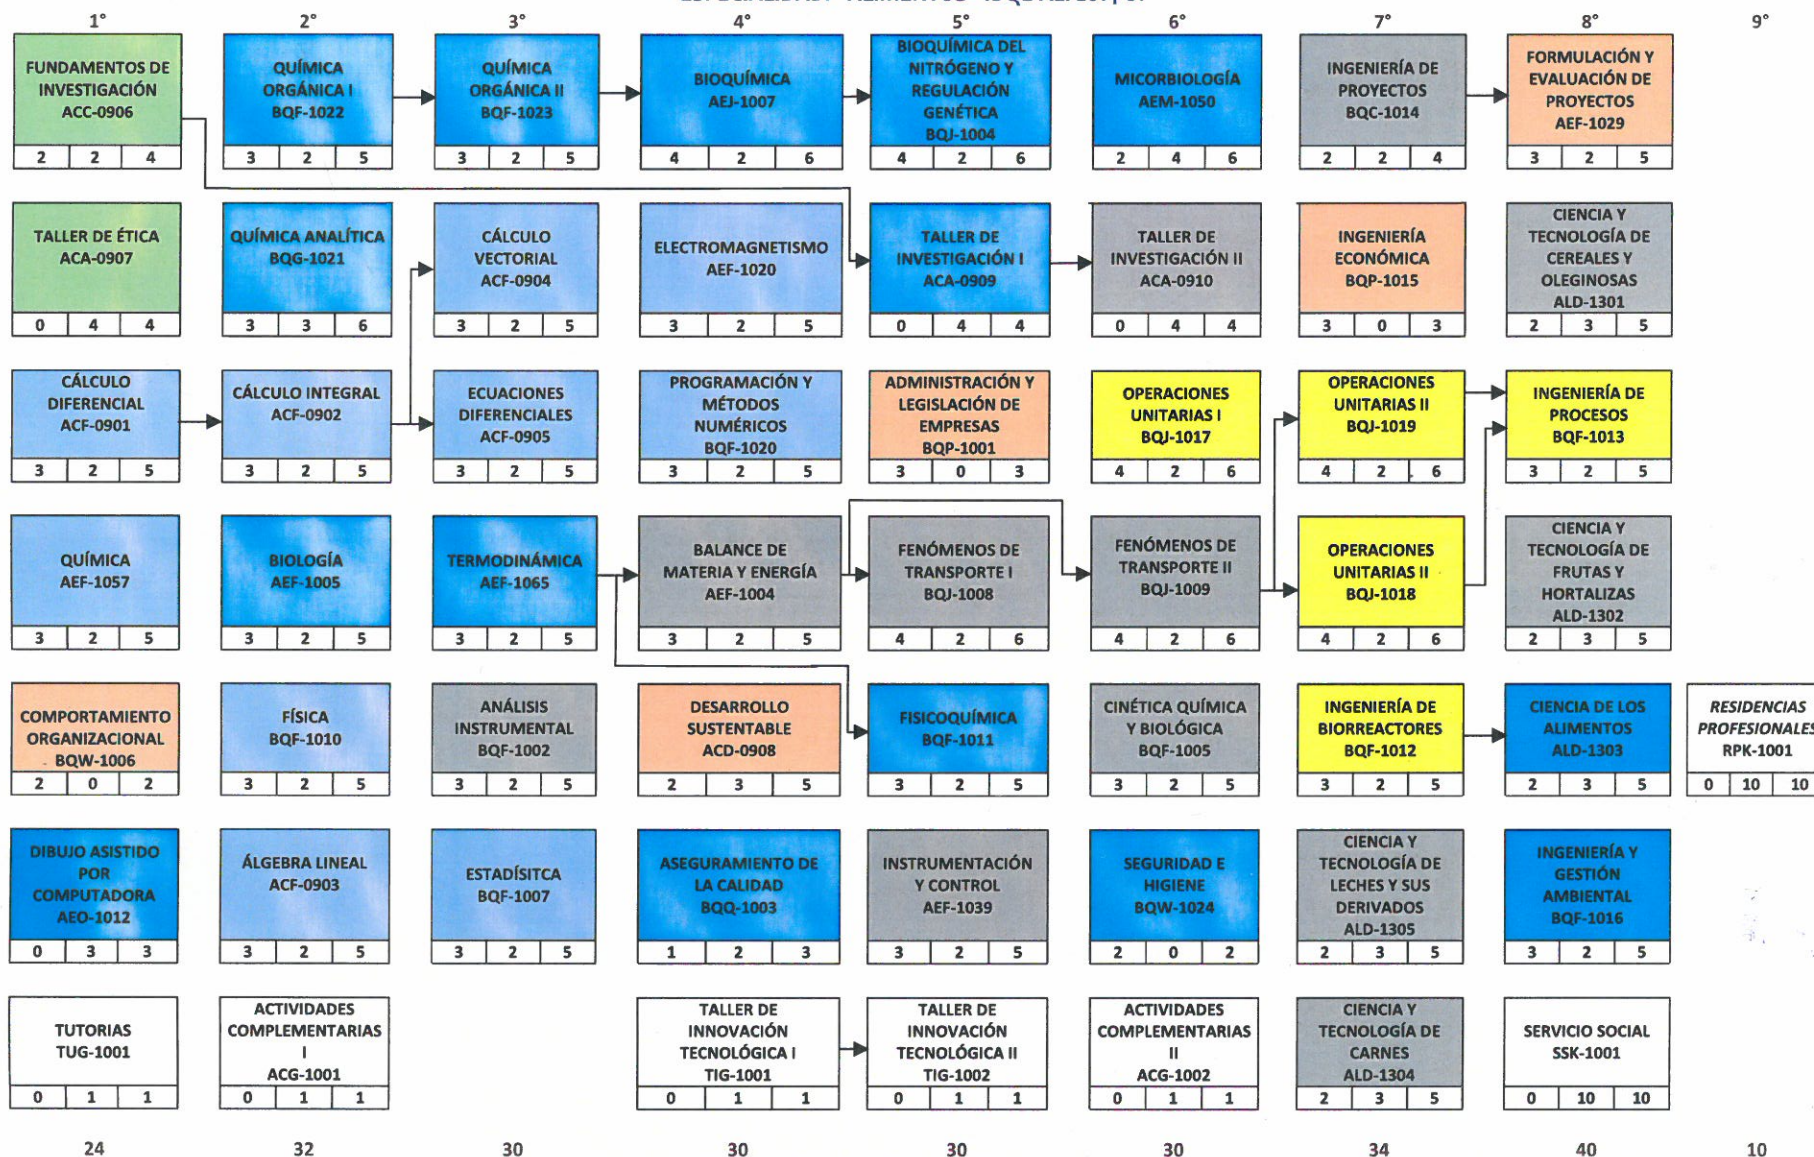 1° 2° 3° 4° 5° 6° 7° 8° 9°
FUNDAMENTOS DE
INVESTIGACIÓN
ACC-0906
2 2 4
QUÍMICA
ORGÁNICA I
BQF-1022
3 2 5
QUÍMICA
ORGÁNICA II
BQF-1023
3 2 5
BIOQUÍMICA
AEJ-1007
4 2 6
BIOQUÍMICA DEL
NITRÓGENO Y
REGULACIÓN
GENÉTICA
BQJ-1004
4 2 6
MICORBIOLOGÍA
AEM-1050
2 4 6
INGENIERÍA DE
PROYECTOS
BQC-1014
2 2 4
FORMULACIÓN Y
EVALUACIÓN DE
PROYECTOS
AEF-1029
3 2 5
TALLER DE ÉTICA
ACA-0907
0 4 4
QUÍMICA ANALÍTICA
BQG-1021
3 3 6
CÁLCULO
VECTORIAL
ACF-0904
3 2 5
ELECTROMAGNETISMO
AEF-1020
3 2 5
TALLER DE
INVESTIGACIÓN I
ACA-0909
0 4 4
TALLER DE
INVESTIGACIÓN II
ACA-0910
0 4 4
INGENIERÍA
ECONÓMICA
BQP-1015
3 0 3
CIENCIA Y
TECNOLOGÍA DE
CEREALES Y
OLEGINOSAS
ALD-1301
2 3 5
CÁLCULO
DIFERENCIAL
ACF-0901
3 2 5
CÁLCULO INTEGRAL
ACF-0902
3 2 5
ECUACIONES
DIFERENCIALES
ACF-0905
3 2 5
PROGRAMACIÓN Y
MÉTODOS
NUMÉRICOS
BQF-1020
3 2 5
ADMINISTRACIÓN Y
LEGISLACIÓN DE
EMPRESAS
BQP-1001
3 0 3
OPERACIONES
UNITARIAS I
BQJ-1017
4 2 6
OPERACIONES
UNITARIAS II
BQJ-1019
4 2 6
INGENIERÍA DE
PROCESOS
BQF-1013
3 2 5
QUÍMICA
AEF-1057
3 2 5
BIOLOGÍA
AEF-1005
3 2 5
TERMODINÁMICA
AEF-1065
3 2 5
BALANCE DE
MATERIA Y ENERGÍA
AEF-1004
3 2 5
FENÓMENOS DE
TRANSPORTE I
BQJ-1008
4 2 6
FENÓMENOS DE
TRANSPORTE II
BQJ-1009
4 2 6
OPERACIONES
UNITARIAS II
BQJ-1018
4 2 6
CIENCIA Y
TECNOLOGÍA DE
FRUTAS Y
HORTALIZAS
ALD-1302
2 3 5
COMPORTAMIENTO
ORGANIZACIONAL
BQW-1006
2 0 2
FÍSICA
BQF-1010
3 2 5
ANÁLISIS
INSTRUMENTAL
BQF-1002
3 2 5
DESARROLLO
SUSTENTABLE
ACD-0908
2 3 5
FISICOQUÍMICA
BQF-1011
3 2 5
CINÉTICA QUÍMICA
Y BIOLÓGICA
BQF-1005
3 2 5
INGENIERÍA DE
BIORREACTORES
BQF-1012
3 2 5
CIENCIA DE LOS
ALIMENTOS
ALD-1303
2 3 5
RESIDENCIAS
PROFESIONALES
RPK-1001
0 10 10
DIBUJO ASISTIDO
POR
COMPUTADORA
AEO-1012
0 3 3
ÁLGEBRA LINEAL
ACF-0903
3 2 5
ESTADÍSITCA
BQF-1007
3 2 5
ASEGURAMIENTO DE
LA CALIDAD
BQQ-1003
1 2 3
INSTRUMENTACIÓN
Y CONTROL
AEF-1039
3 2 5
SEGURIDAD E
HIGIENE
BQW-1024
2 0 2
CIENCIA Y
TECNOLOGÍA DE
LECHES Y SUS
DERIVADOS
ALD-1305
2 3 5
INGENIERÍA Y
GESTIÓN
AMBIENTAL
BQF-1016
3 2 5
TUTORIAS
TUG-1001
0 1 1
ACTIVIDADES
COMPLEMENTARIAS
I
ACG-1001
0 1 1
TALLER DE
INNOVACIÓN
TECNOLÓGICA I
TIG-1001
0 1 1
TALLER DE
INNOVACIÓN
TECNOLÓGICA II
TIG-1002
0 1 1
ACTIVIDADES
COMPLEMENTARIAS
II
ACG-1002
0 1 1
CIENCIA Y
TECNOLOGÍA DE
CARNES
ALD-1304
2 3 5
SERVICIO SOCIAL
SSK-1001
0 10 10
24 32 30 30 30 30 34 40 10